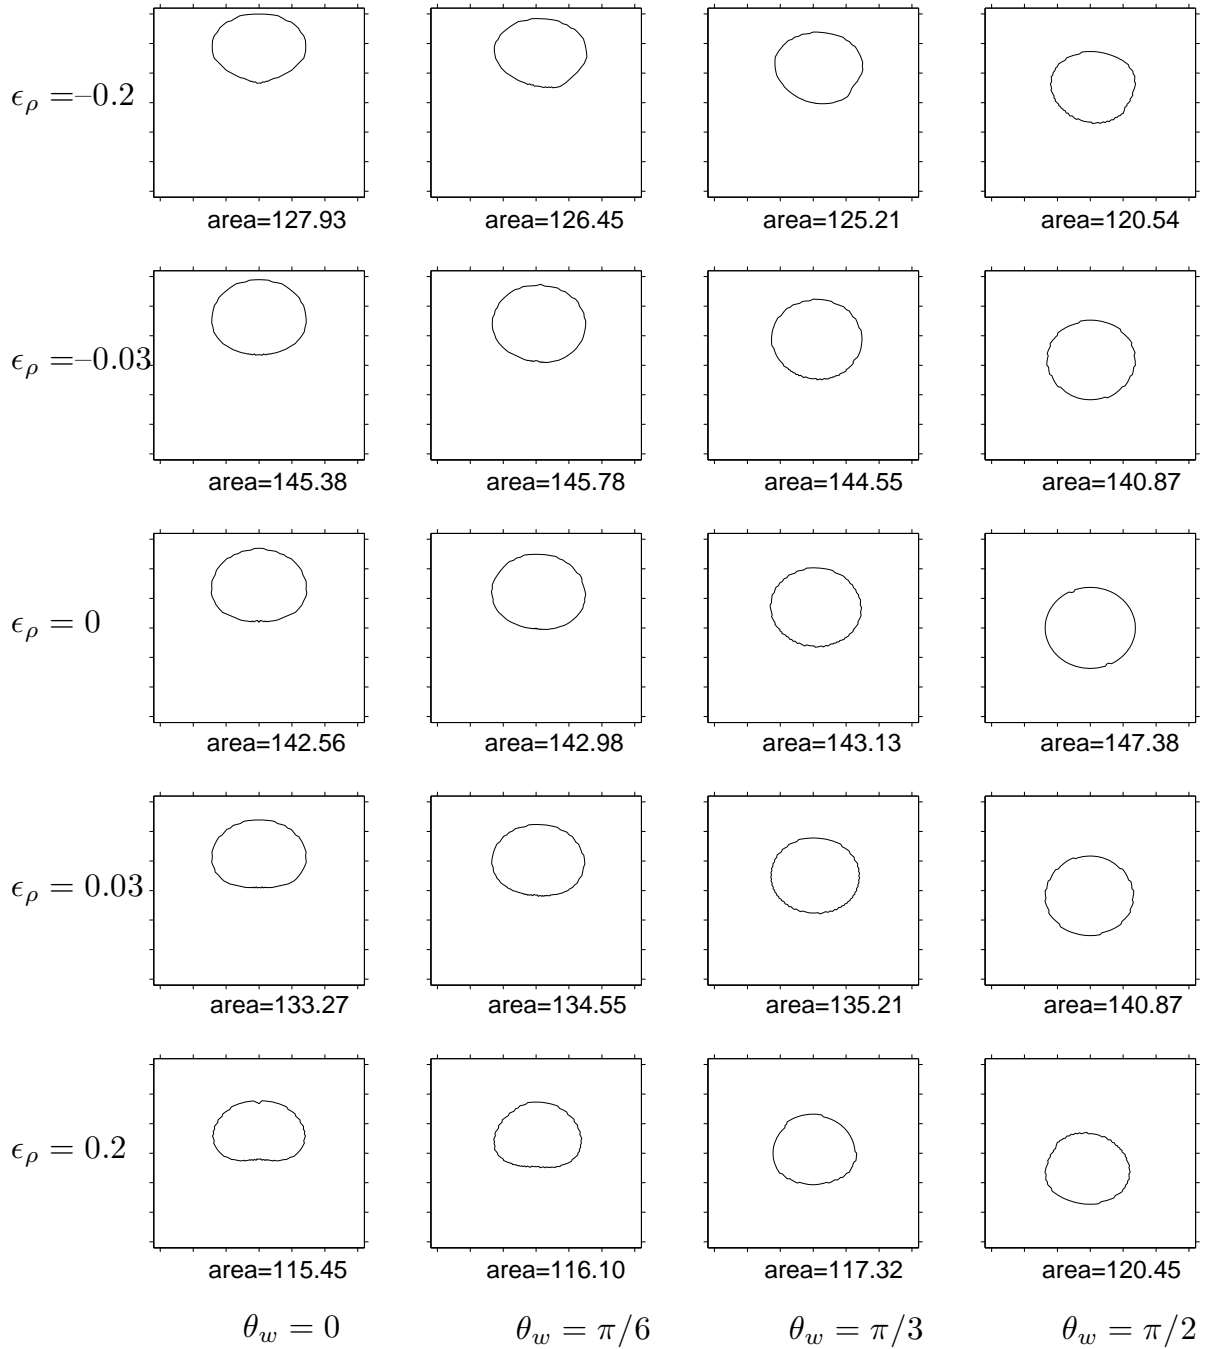 ϵ_ρ =–0.2
area=127.93 area=126.45 area=125.21 area=120.54
ϵ_ρ =–0.03
area=145.38 area=145.78 area=144.55 area=140.87
ϵ_ρ = 0
area=142.56 area=142.98 area=143.13 area=147.38
ϵ_ρ = 0.03
area=133.27 area=134.55 area=135.21 area=140.87
ϵ_ρ = 0.2
area=115.45 area=116.10 area=117.32 area=120.45
θ_w = 0 θ_w = π/6 θ_w = π/3 θ_w = π/2